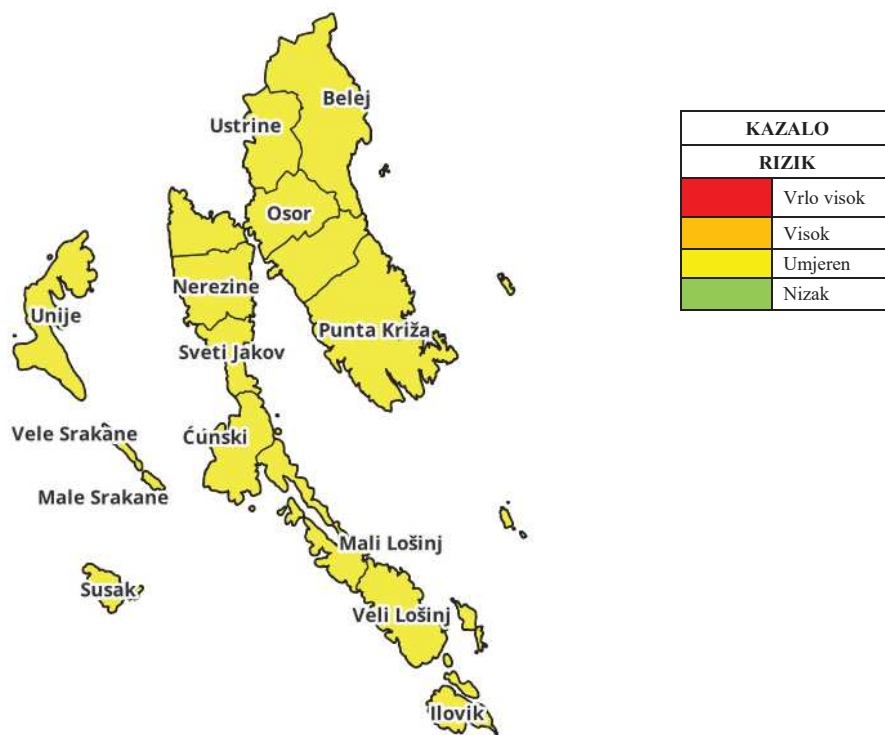 Belej
Ustrine
Osor
Nerezine
Unije
Punta Križa
Sveti Jakov
Vele Srakane
Ćunski
Male Srakane
Mali Lošinj
Susak
Veli Lošinj
Ilovik
KAZALO
RIZIK
Vrlo visok
Visok
Umjeren
Nizak